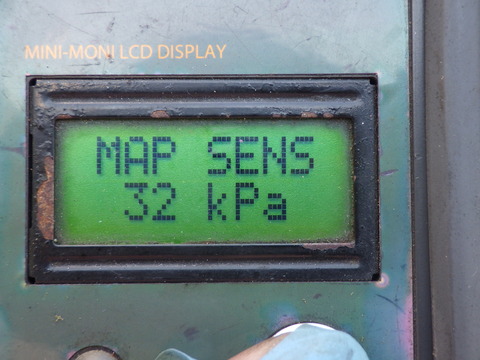 MINI-MONI LCD DISPLAY
MAP SENS
32 kPa